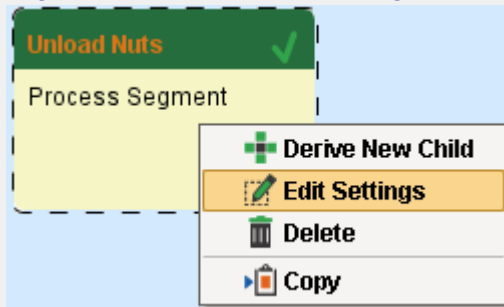 Unload Nuts
Process Segment
Derive New Child
Edit Settings
Delete
Copy